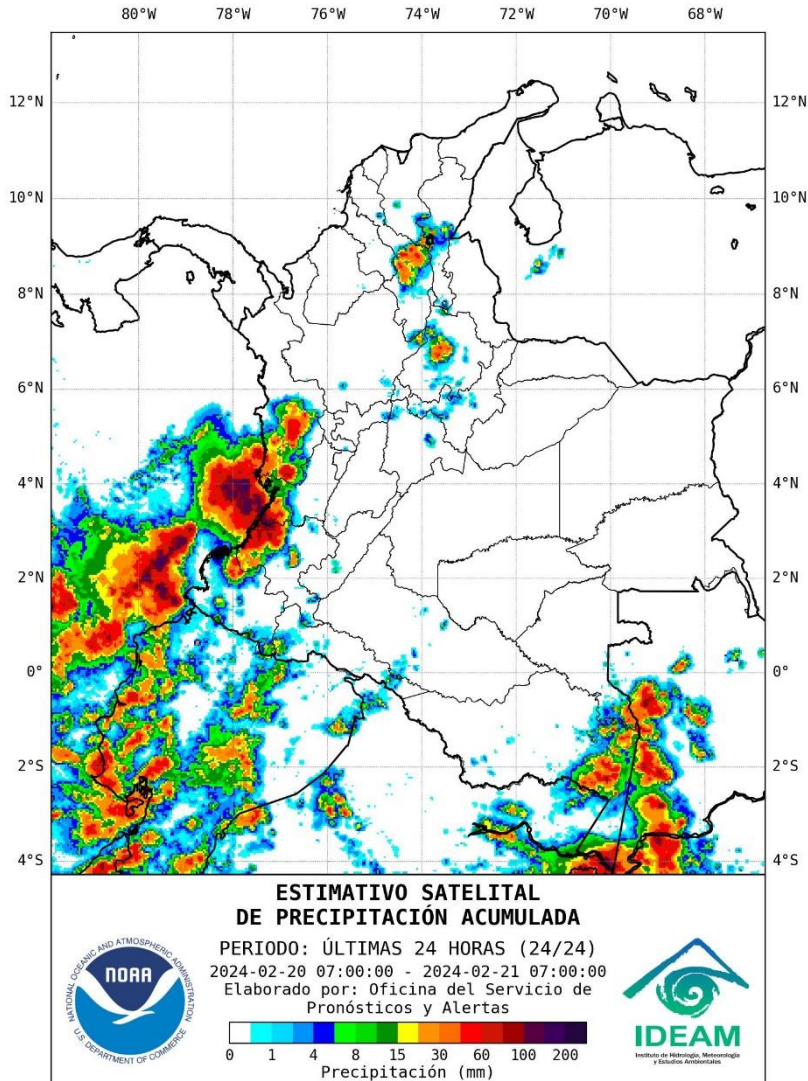 80°W 78°W 76°W 74°W 72°W 70°W 68°W
12°N 12°N
10°N 10°N
8°N 8°N
6°N 6°N
4°N 4°N
2°N 2°N
0° 0°
2°S 2°S
4°S 4°S
ESTIMATIVO SATELITAL
DE PRECIPITACIÓN ACUMULADA
PERIODO: ÚLTIMAS 24 HORAS (24/24)
2024-02-20 07:00:00 - 2024-02-21 07:00:00
Elaborado por: Oficina del Servicio de
Pronósticos y Alertas
0 1 4 8 15 30 60 100 200
Precipitación (mm)
NATIONAL OCEANIC AND ATMOSPHERIC ADMINISTRATION
NOAA
U.S. DEPARTMENT OF COMMERCE
IDEAM
Instituto de Hidrología, Meteorología
y Estudios Ambientales